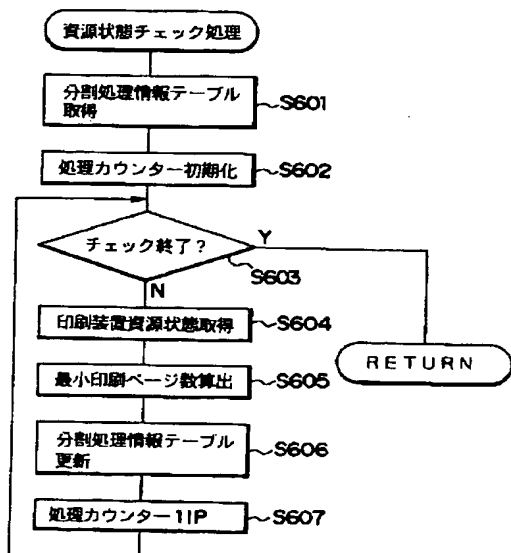 資源状態チェック処理
分割処理情報テーブル
取得
S601
処理カウンター初期化
S602
チェック終了？
Y
S603
N
印刷装置資源状態取得
S604
RETURN
最小印刷ページ数算出
S605
分割処理情報テーブル
更新
S606
処理カウンター1UP
S607